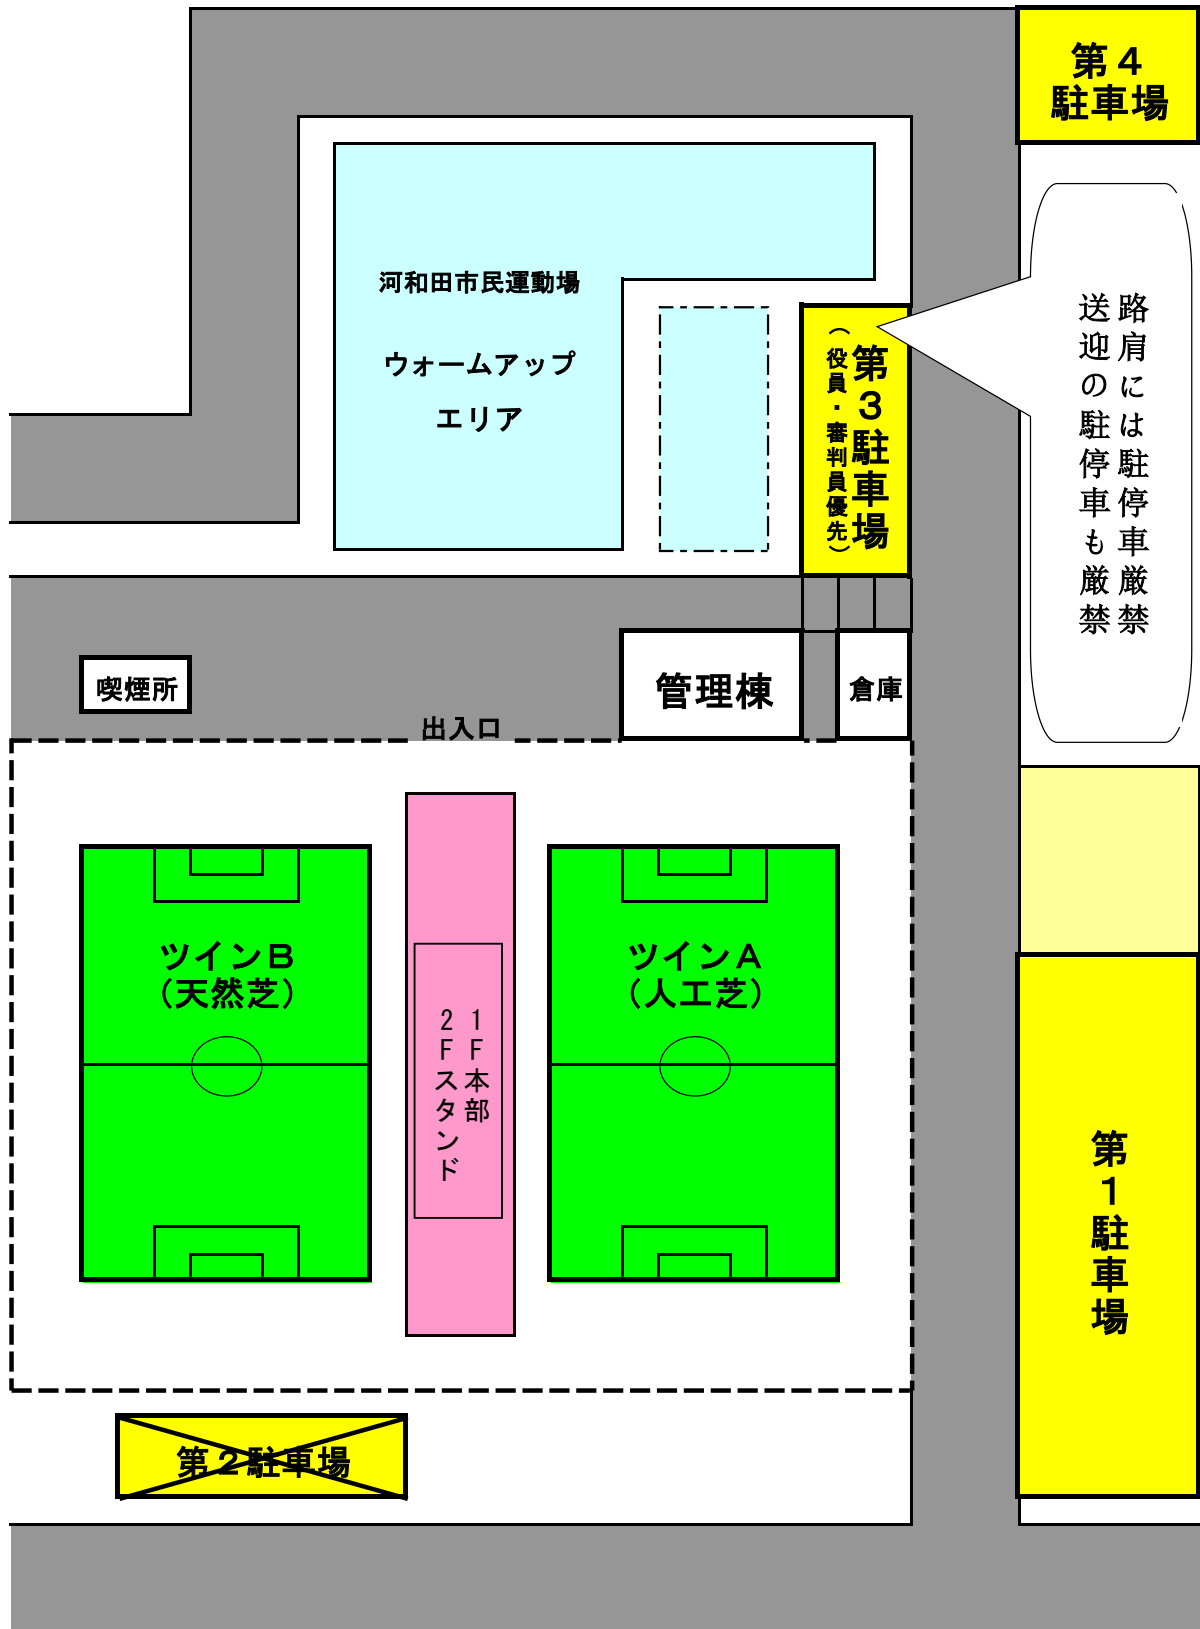 第４
駐車場
河和田市民運動場
ウォームアップ
エリア
第３駐車場
（役員・審判員優先）
路肩には駐停車厳禁
送迎の駐停車も厳禁
喫煙所
管理棟
倉庫
出入口
ツインＢ
（天然芝）
１Ｆ本部
２Ｆスタンド
ツインＡ
（人工芝）
第１駐車場
第２駐車場